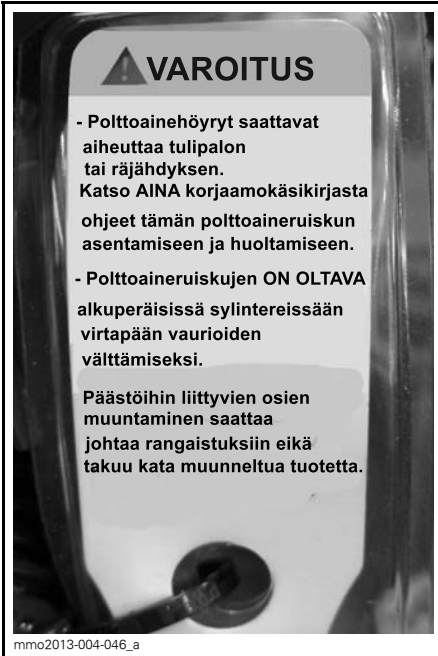 VAROITUS
- Polttoainehöyryt saattavat
aiheuttaa tulipalon
tai räjähdyksen.
Katso AINA korjaamokäsikirjasta
ohjeet tämän polttoaineruiskun
asentamiseen ja huoltamiseen.
- Polttoaineruiskujen ON OLTAVA
alkuperäisissä sylintereissään
virtapään vaurioiden
välttämiseksi.
Päästöihin liittyvien osien
muuntaminen saattaa
johtaa rangaistuksiin eikä
takuu kata muunneltua tuotetta.
mmo2013-004-046_a